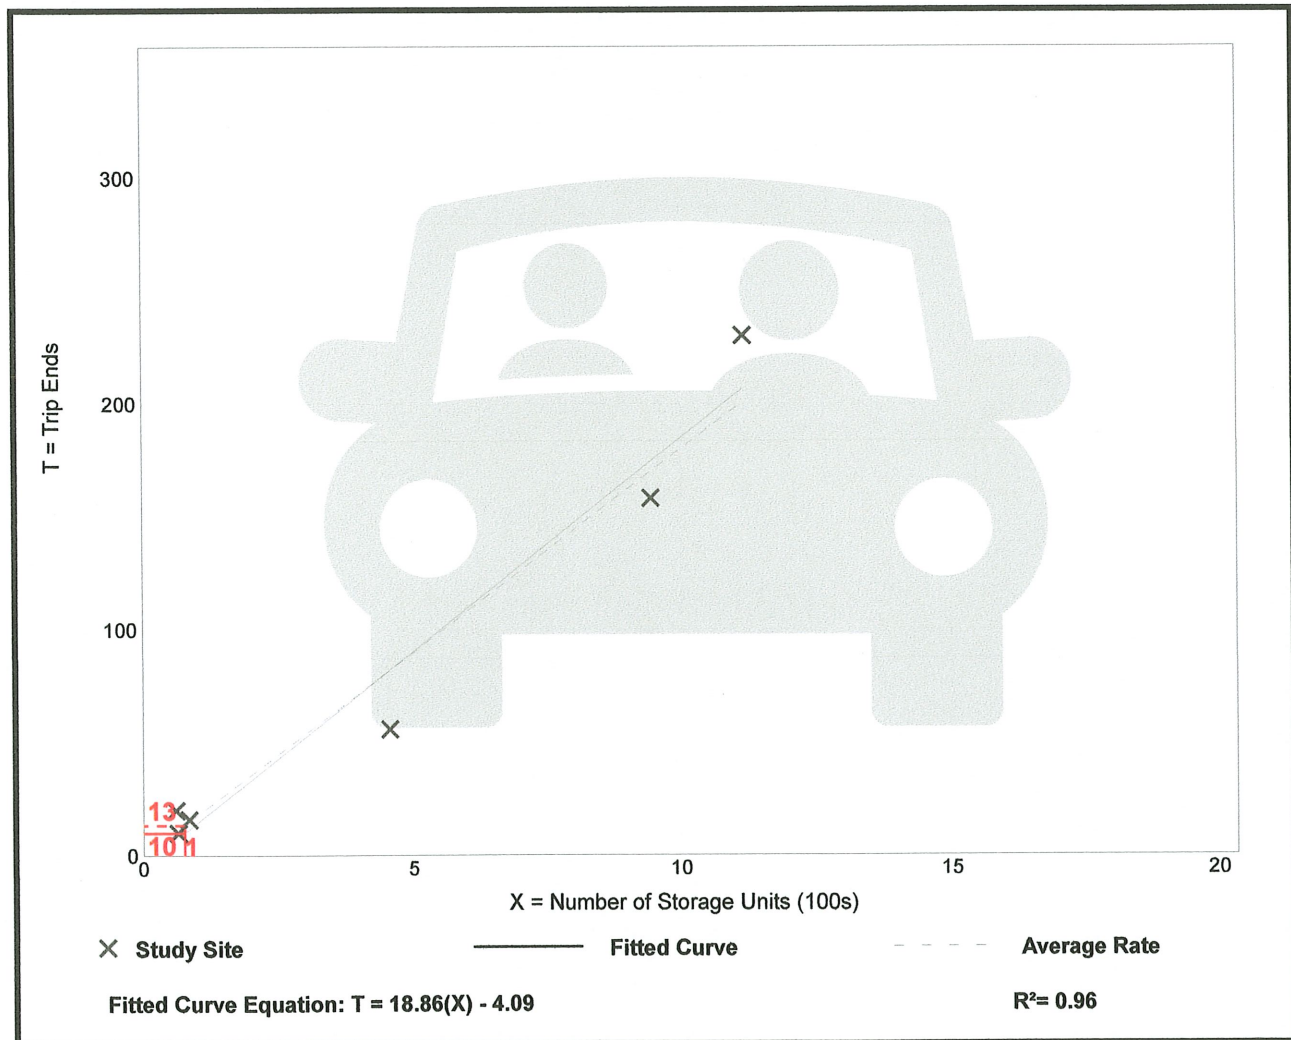 300
T = Trip Ends
200
100
13
10 1
0
0 5 10 15 20
X = Number of Storage Units (100s)
Study Site Fitted Curve Average Rate
Fitted Curve Equation: T = 18.86(X) - 4.09 R²= 0.96